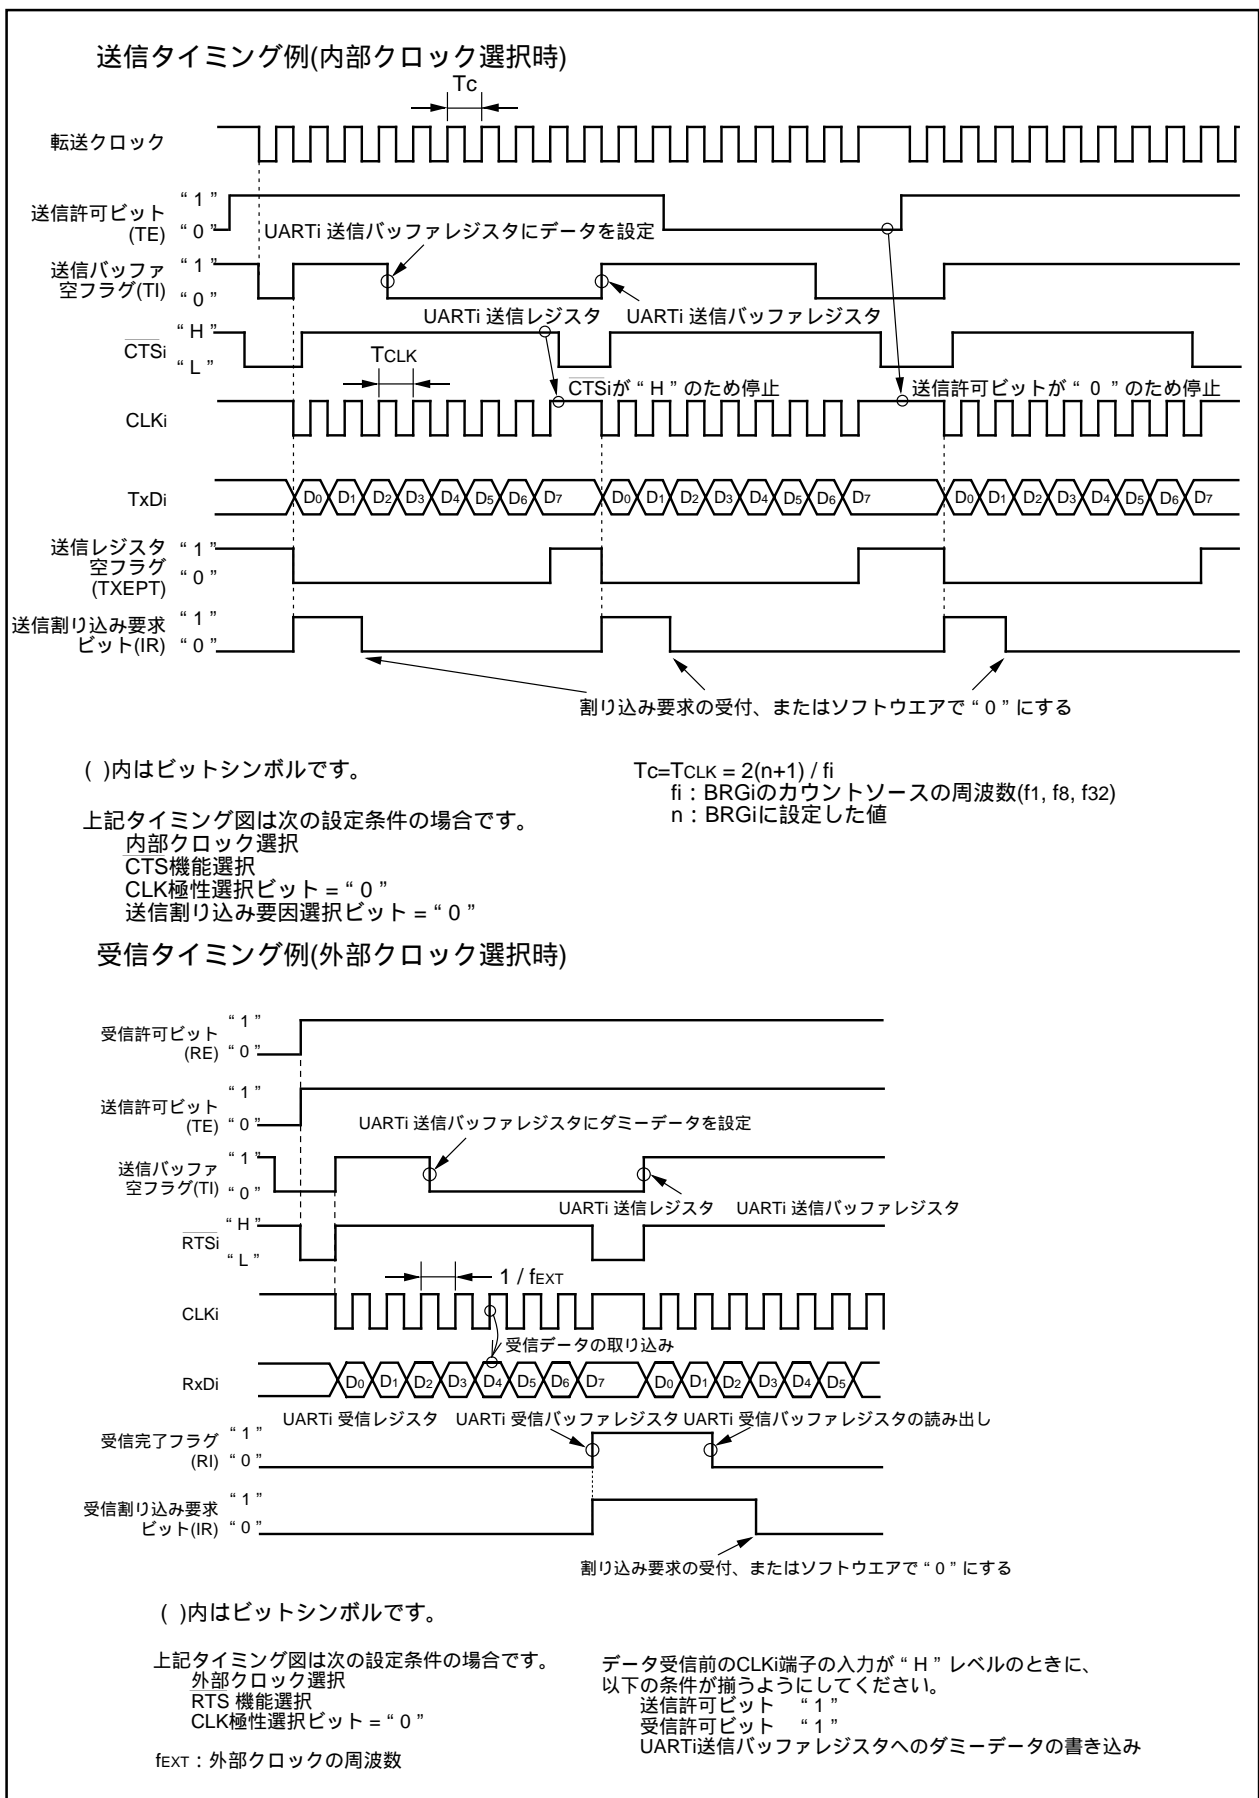 送信タイミング例(内部クロック選択時)
Tc
転送クロック
送信許可ビット
(TE)
“ 1 ”
“ 0 ”
UARTi 送信バッファレジスタにデータを設定
送信バッファ
空フラグ(TI)
“ 1 ”
“ 0 ”
UARTi 送信レジスタ UARTi 送信バッファレジスタ
CTSi
“ H ”
“ L ”
TCLK
CTSiが “ H ” のため停止
送信許可ビットが “ 0 ” のため停止
CLKi
TxDi
D0 D1 D2 D3 D4 D5 D6 D7 D0 D1 D2 D3 D4 D5 D6 D7 D0 D1 D2 D3 D4 D5 D6 D7
送信レジスタ
空フラグ
(TXEPT)
“ 1 ”
“ 0 ”
送信割り込み要求
ビット(IR)
“ 1 ”
“ 0 ”
割り込み要求の受付、またはソフトウエアで “ 0 ” にする
( )内はビットシンボルです。
上記タイミング図は次の設定条件の場合です。
内部クロック選択
CTS機能選択
CLK極性選択ビット = “ 0 ”
送信割り込み要因選択ビット = “ 0 ”
Tc=TCLK = 2(n+1) / fi
fi : BRGiのカウントソースの周波数(f1, f8, f32)
n : BRGiに設定した値
受信タイミング例(外部クロック選択時)
受信許可ビット
(RE)
“ 1 ”
“ 0 ”
送信許可ビット
(TE)
“ 1 ”
“ 0 ”
UARTi 送信バッファレジスタにダミーデータを設定
送信バッファ
空フラグ(TI)
“ 1 ”
“ 0 ”
UARTi 送信レジスタ UARTi 送信バッファレジスタ
RTSi
“ H ”
“ L ”
1 / fEXT
CLKi
受信データの取り込み
RxDi
D0 D1 D2 D3 D4 D5 D6 D7 D0 D1 D2 D3 D4 D5
UARTi 受信レジスタ UARTi 受信バッファレジスタ UARTi 受信バッファレジスタの読み出し
受信完了フラグ
(RI)
“ 1 ”
“ 0 ”
受信割り込み要求
ビット(IR)
“ 1 ”
“ 0 ”
割り込み要求の受付、またはソフトウエアで “ 0 ” にする
( )内はビットシンボルです。
上記タイミング図は次の設定条件の場合です。
外部クロック選択
RTS 機能選択
CLK極性選択ビット = “ 0 ”
fEXT : 外部クロックの周波数
データ受信前のCLKi端子の入力が “ H ” レベルのときに、
以下の条件が揃うようにしてください。
送信許可ビット “ 1 ”
受信許可ビット “ 1 ”
UARTi送信バッファレジスタへのダミーデータの書き込み